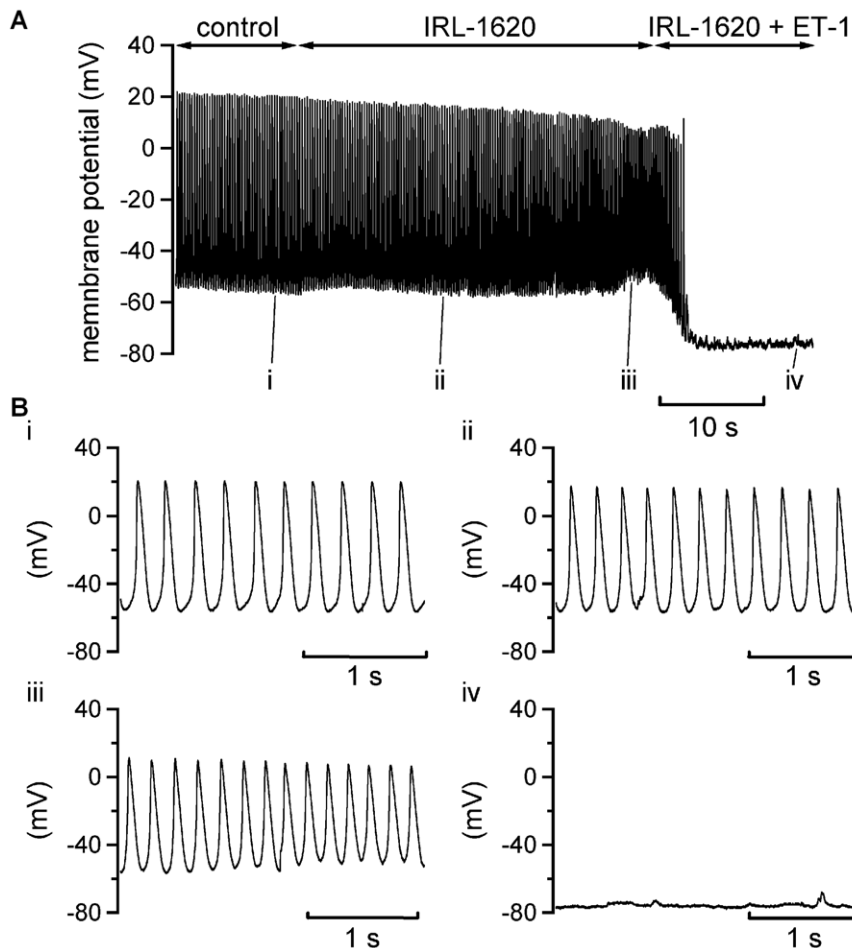 A
control IRL-1620 IRL-1620 + ET-1
memnbrane potential (mV)
40
20
0
-20
-40
-60
-80
i ii iii iv
10 s
B
i
(mV)
40
0
-40
-80
1 s
ii
(mV)
40
0
-40
-80
1 s
iii
(mV)
40
0
-40
-80
1 s
iv
(mV)
40
0
-40
-80
1 s